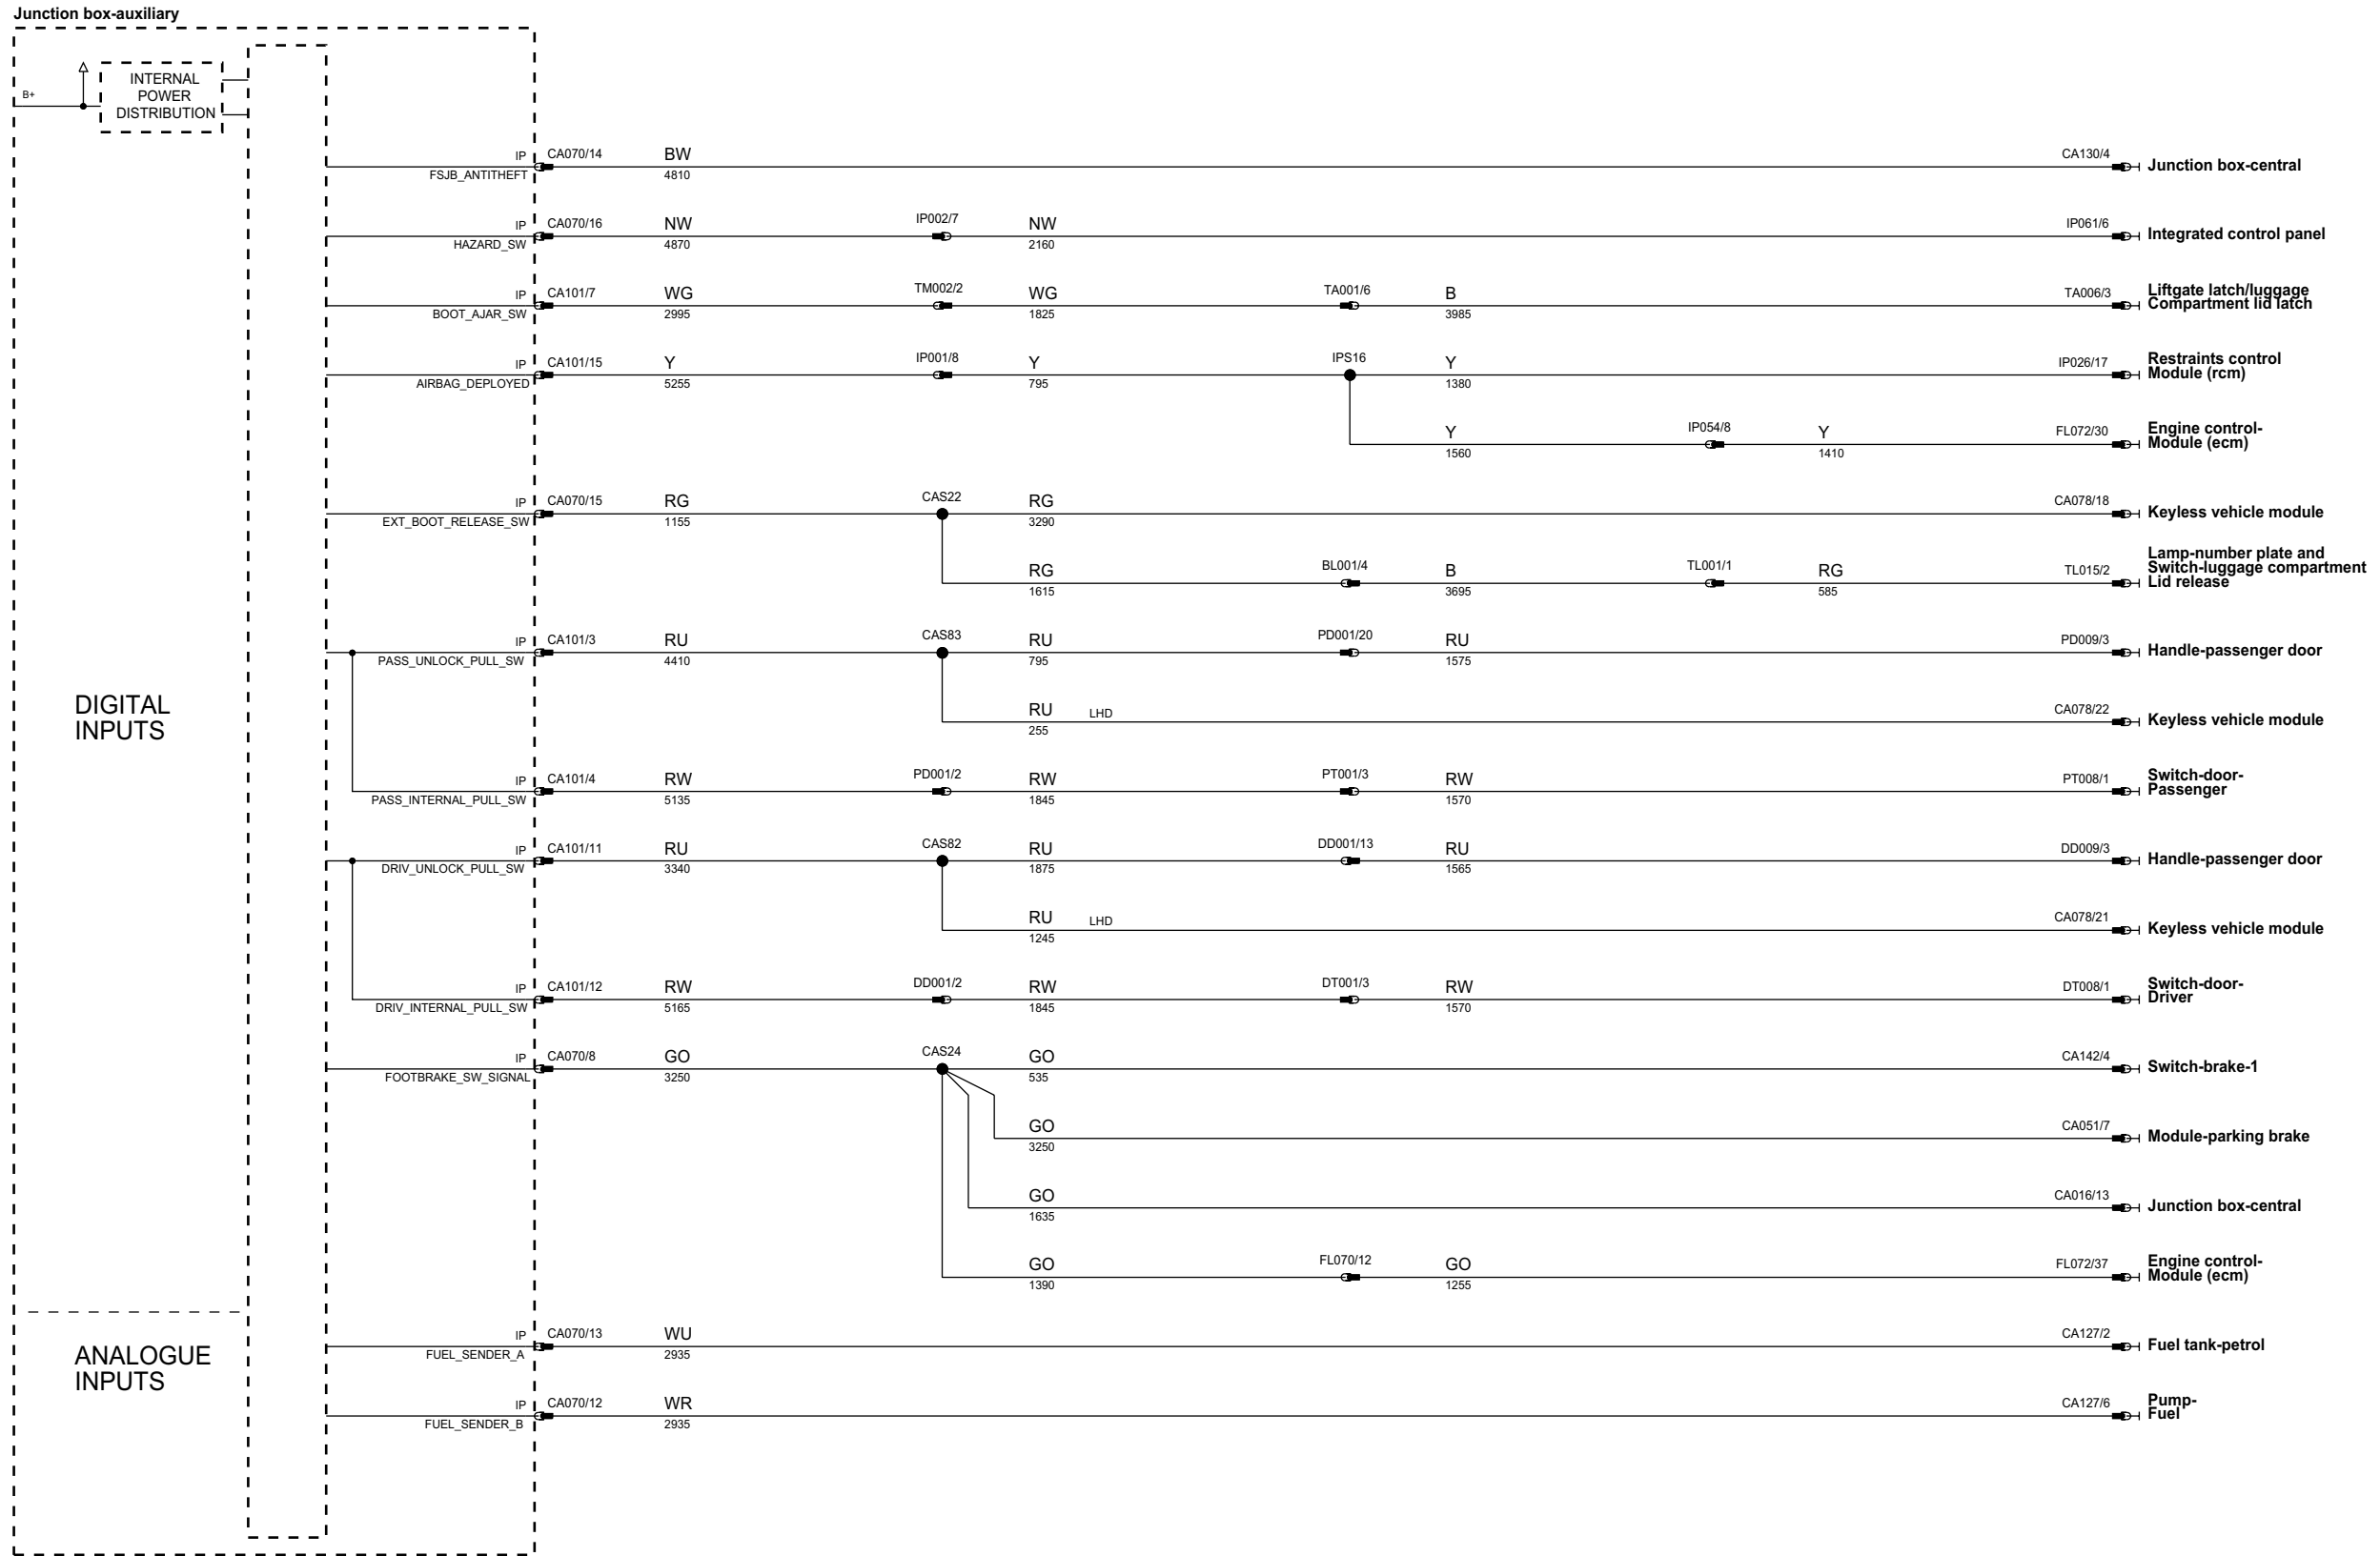 Junction box-auxiliary
B+
INTERNAL
POWER
DISTRIBUTION
IP CA070/14 BW CA130/4 Junction box-central
FSJB_ANTITHEFT 4810
IP CA070/16 NW IP002/7 NW IP061/6 Integrated control panel
HAZARD_SW 4870 2160
IP CA101/7 WG TM002/2 WG TA001/6 B TA006/3 Liftgate latch/luggage
Compartment lid latch
BOOT_AJAR_SW 2995 1825 3985
IP CA101/15 Y IP001/8 Y IPS16 Y IP026/17 Restraints control
Module (rcm)
AIRBAG_DEPLOYED 5255 795 1380
Y IP054/8 Y FL072/30 Engine control-
Module (ecm)
1560 1410
IP CA070/15 RG CAS22 RG CA078/18 Keyless vehicle module
EXT_BOOT_RELEASE_SW 1155 3290
Lamp-number plate and
RG BL001/4 B TL001/1 RG TL015/2 Switch-luggage compartment
Lid release
1615 3695 585
IP CA101/3 RU CAS83 RU PD001/20 RU PD009/3 Handle-passenger door
PASS_UNLOCK_PULL_SW 4410 795 1575
DIGITAL
INPUTS
RU LHD CA078/22 Keyless vehicle module
255
IP CA101/4 RW PD001/2 RW PT001/3 RW PT008/1 Switch-door-
Passenger
PASS_INTERNAL_PULL_SW 5135 1845 1570
IP CA101/11 RU CAS82 RU DD001/13 RU DD009/3 Handle-passenger door
DRIV_UNLOCK_PULL_SW 3340 1875 1565
RU LHD CA078/21 Keyless vehicle module
1245
IP CA101/12 RW DD001/2 RW DT001/3 RW DT008/1 Switch-door-
Driver
DRIV_INTERNAL_PULL_SW 5165 1845 1570
IP CA070/8 GO CAS24 GO CA142/4 Switch-brake-1
FOOTBRAKE_SW_SIGNAL 3250 535
GO CA051/7 Module-parking brake
3250
GO CA016/13 Junction box-central
1635
GO FL070/12 GO FL072/37 Engine control-
Module (ecm)
1390 1255
ANALOGUE
INPUTS
IP CA070/13 WU CA127/2 Fuel tank-petrol
FUEL_SENDER_A 2935
IP CA070/12 WR CA127/6 Pump-
Fuel
FUEL_SENDER_B 2935